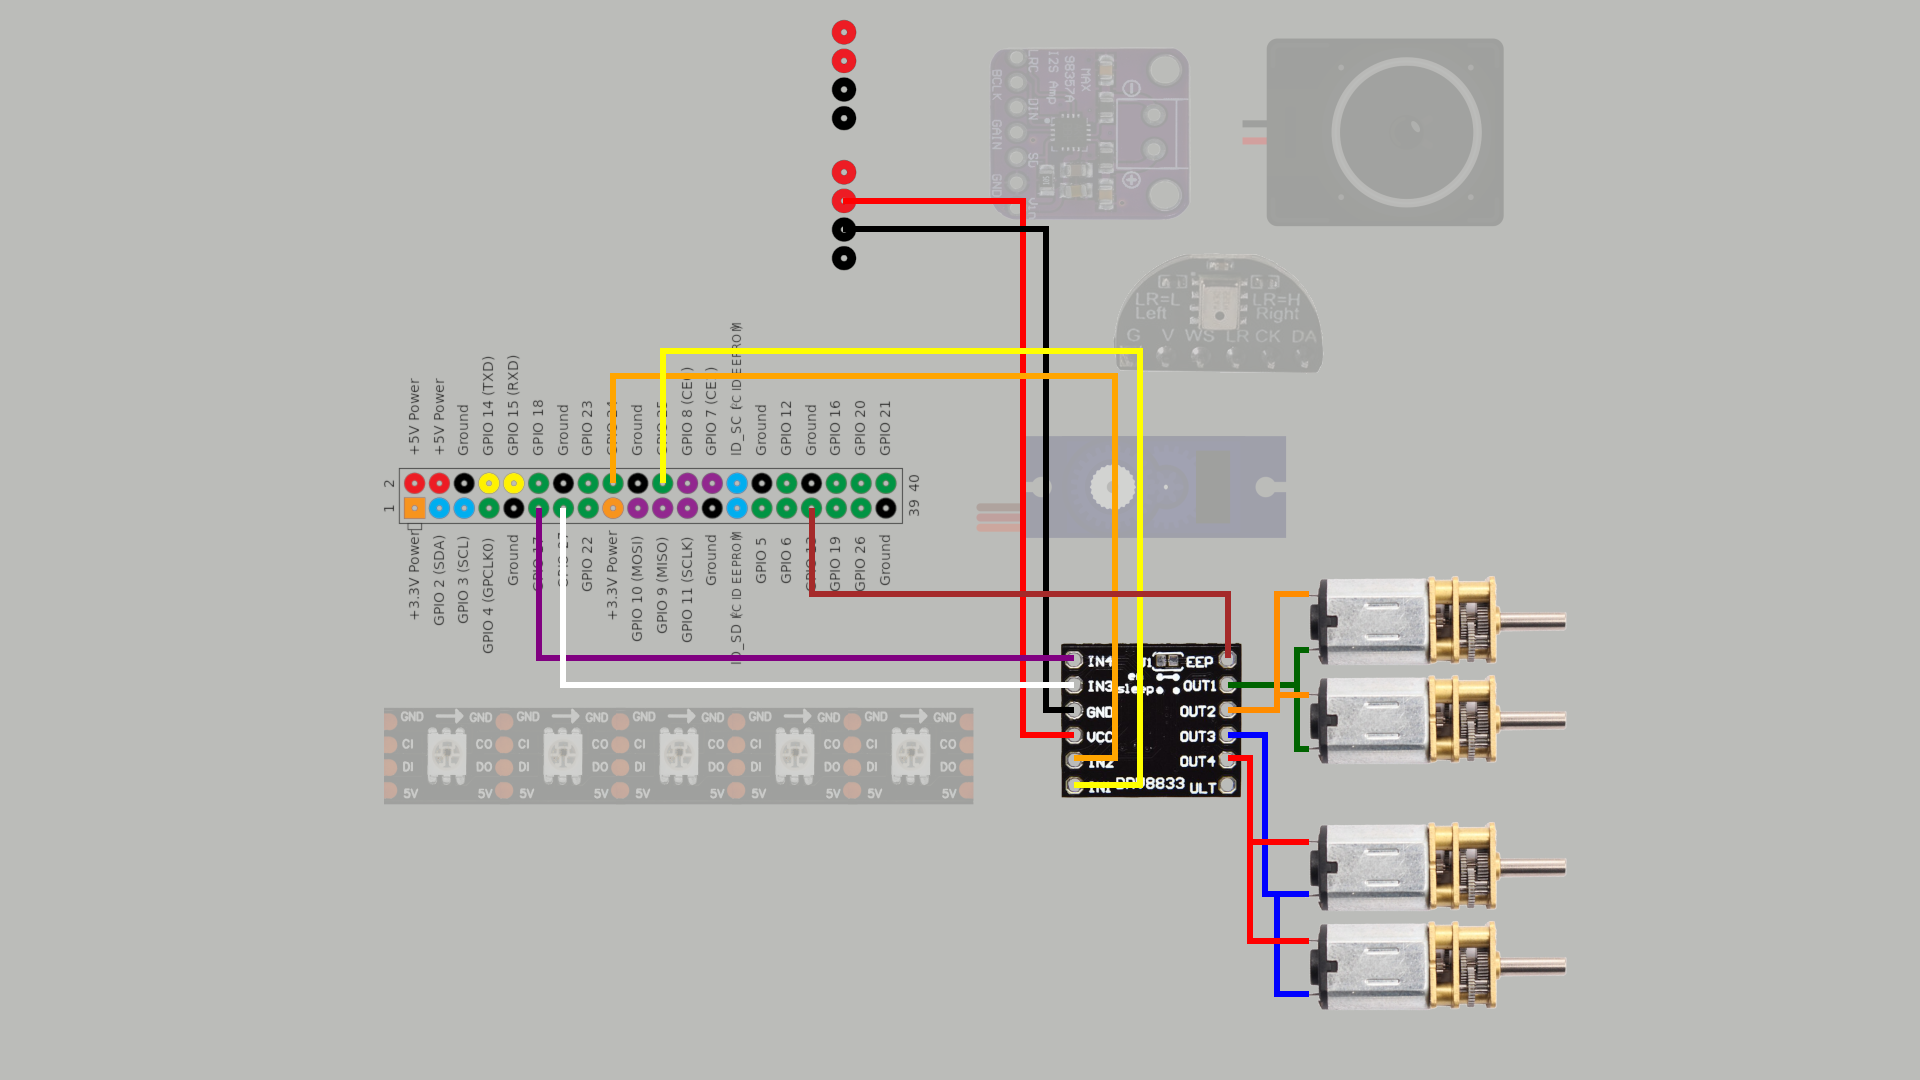 LRC
BCLK
DIN
GAIN
SD
GND
I2S Amp
MAX
98357A
LR=L
Left
LR=H
Right
G V WS LR CK DA
+5V Power
+5V Power
Ground
GPIO 14 (TXD)
GPIO 15 (RXD)
GPIO 18
Ground
GPIO 23
GPIO 24
Ground
GPIO 25
GPIO 8 (CE0)
GPIO 7 (CE1)
ID_SC I²C ID EEPROM
Ground
GPIO 12
Ground
GPIO 16
GPIO 20
GPIO 21
2
40
1
39
+3.3V Power
GPIO 2 (SDA)
GPIO 3 (SCL)
GPIO 4 (GPCLK0)
Ground
GPIO 17
GPIO 27
GPIO 22
+3.3V Power
GPIO 10 (MOSI)
GPIO 9 (MISO)
GPIO 11 (SCLK)
Ground
ID_SD I²C ID EEPROM
GPIO 5
GPIO 6
GPIO 13
GPIO 19
GPIO 26
Ground
IN4 J1 EEP
IN3 sleep OUT1
GND OUT2
VCC OUT3
IN2 OUT4
IN1 DRV8833 ULT
GND GND GND GND GND GND GND GND GND GND
CI CO CI CO CI CO CI CO CI CO
DI DO DI DO DI DO DI DO DI DO
5V 5V 5V 5V 5V 5V 5V 5V 5V 5V